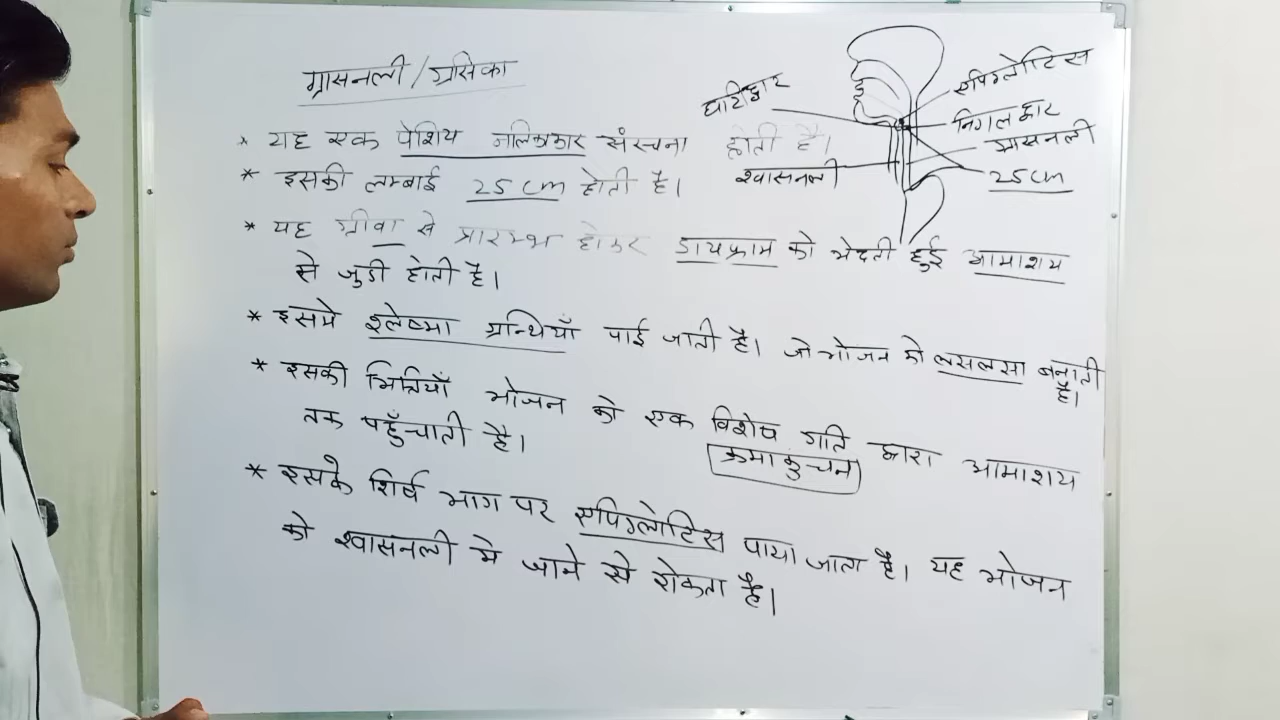 ग्रासनली/ग्रसिका
* यह एक पेशिय नलिकाकार संरचना होती है।
* इसकी लम्बाई 25 cm होती है।
* यह ग्रीवा से प्रारम्भ होकर डायफ्राम को भेदती हुई आमाशय
से जुडी होती है।
* इसमे श्लेष्मा ग्रन्थियाँ पाई जाती है। जो भोजन को लसलसा बनाती
है।
* इसकी भित्तियाँ भोजन को एक विशेष गति द्वारा आमाशय
क्रमाकुचन
तक पहुँचाती है।
* इसके शिर्ष भाग पर एपिग्लोटिस पाया जाता है। यह भोजन
को श्वासनली मे जाने से रोकता है।
घाटीद्वार
श्वासनली
एपिग्लोटिस
निगलद्वार
ग्रासनली
25cm